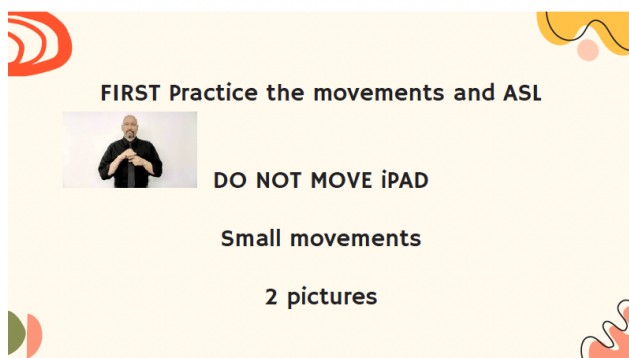 FIRST Practice the movements and ASL
DO NOT MOVE iPAD
Small movements
2 pictures